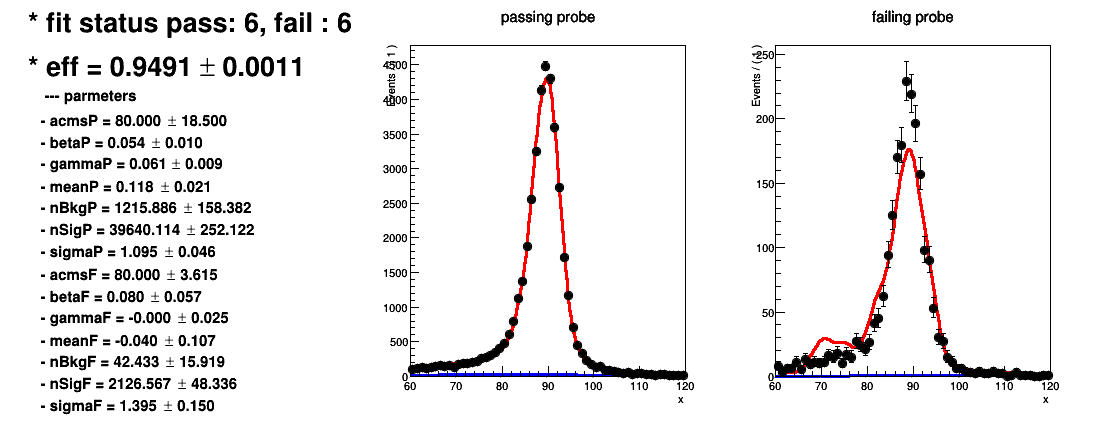 * fit status pass: 6, fail : 6
* eff = 0.9491 ± 0.0011
--- parmeters
- acmsP = 80.000 ± 18.500
- betaP = 0.054 ± 0.010
- gammaP = 0.061 ± 0.009
- meanP = 0.118 ± 0.021
- nBkgP = 1215.886 ± 158.382
- nSigP = 39640.114 ± 252.122
- sigmaP = 1.095 ± 0.046
- acmsF = 80.000 ± 3.615
- betaF = 0.080 ± 0.057
- gammaF = -0.000 ± 0.025
- meanF = -0.040 ± 0.107
- nBkgF = 42.433 ± 15.919
- nSigF = 2126.567 ± 48.336
- sigmaF = 1.395 ± 0.150
passing probe
Events / ( 1 )
4500
4000
3500
3000
2500
2000
1500
1000
500
0
60 70 80 90 100 110 120
x
failing probe
Events / ( 1 )
250
200
150
100
50
0
60 70 80 90 100 110 120
x